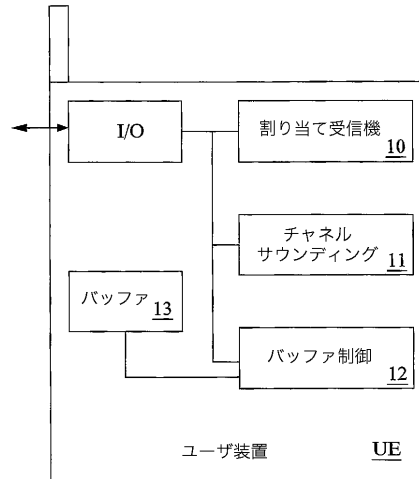 I/O
割り当て受信機
10
チャネル
サウンディング
11
バッファ
13
バッファ制御
12
ユーザ装置 UE